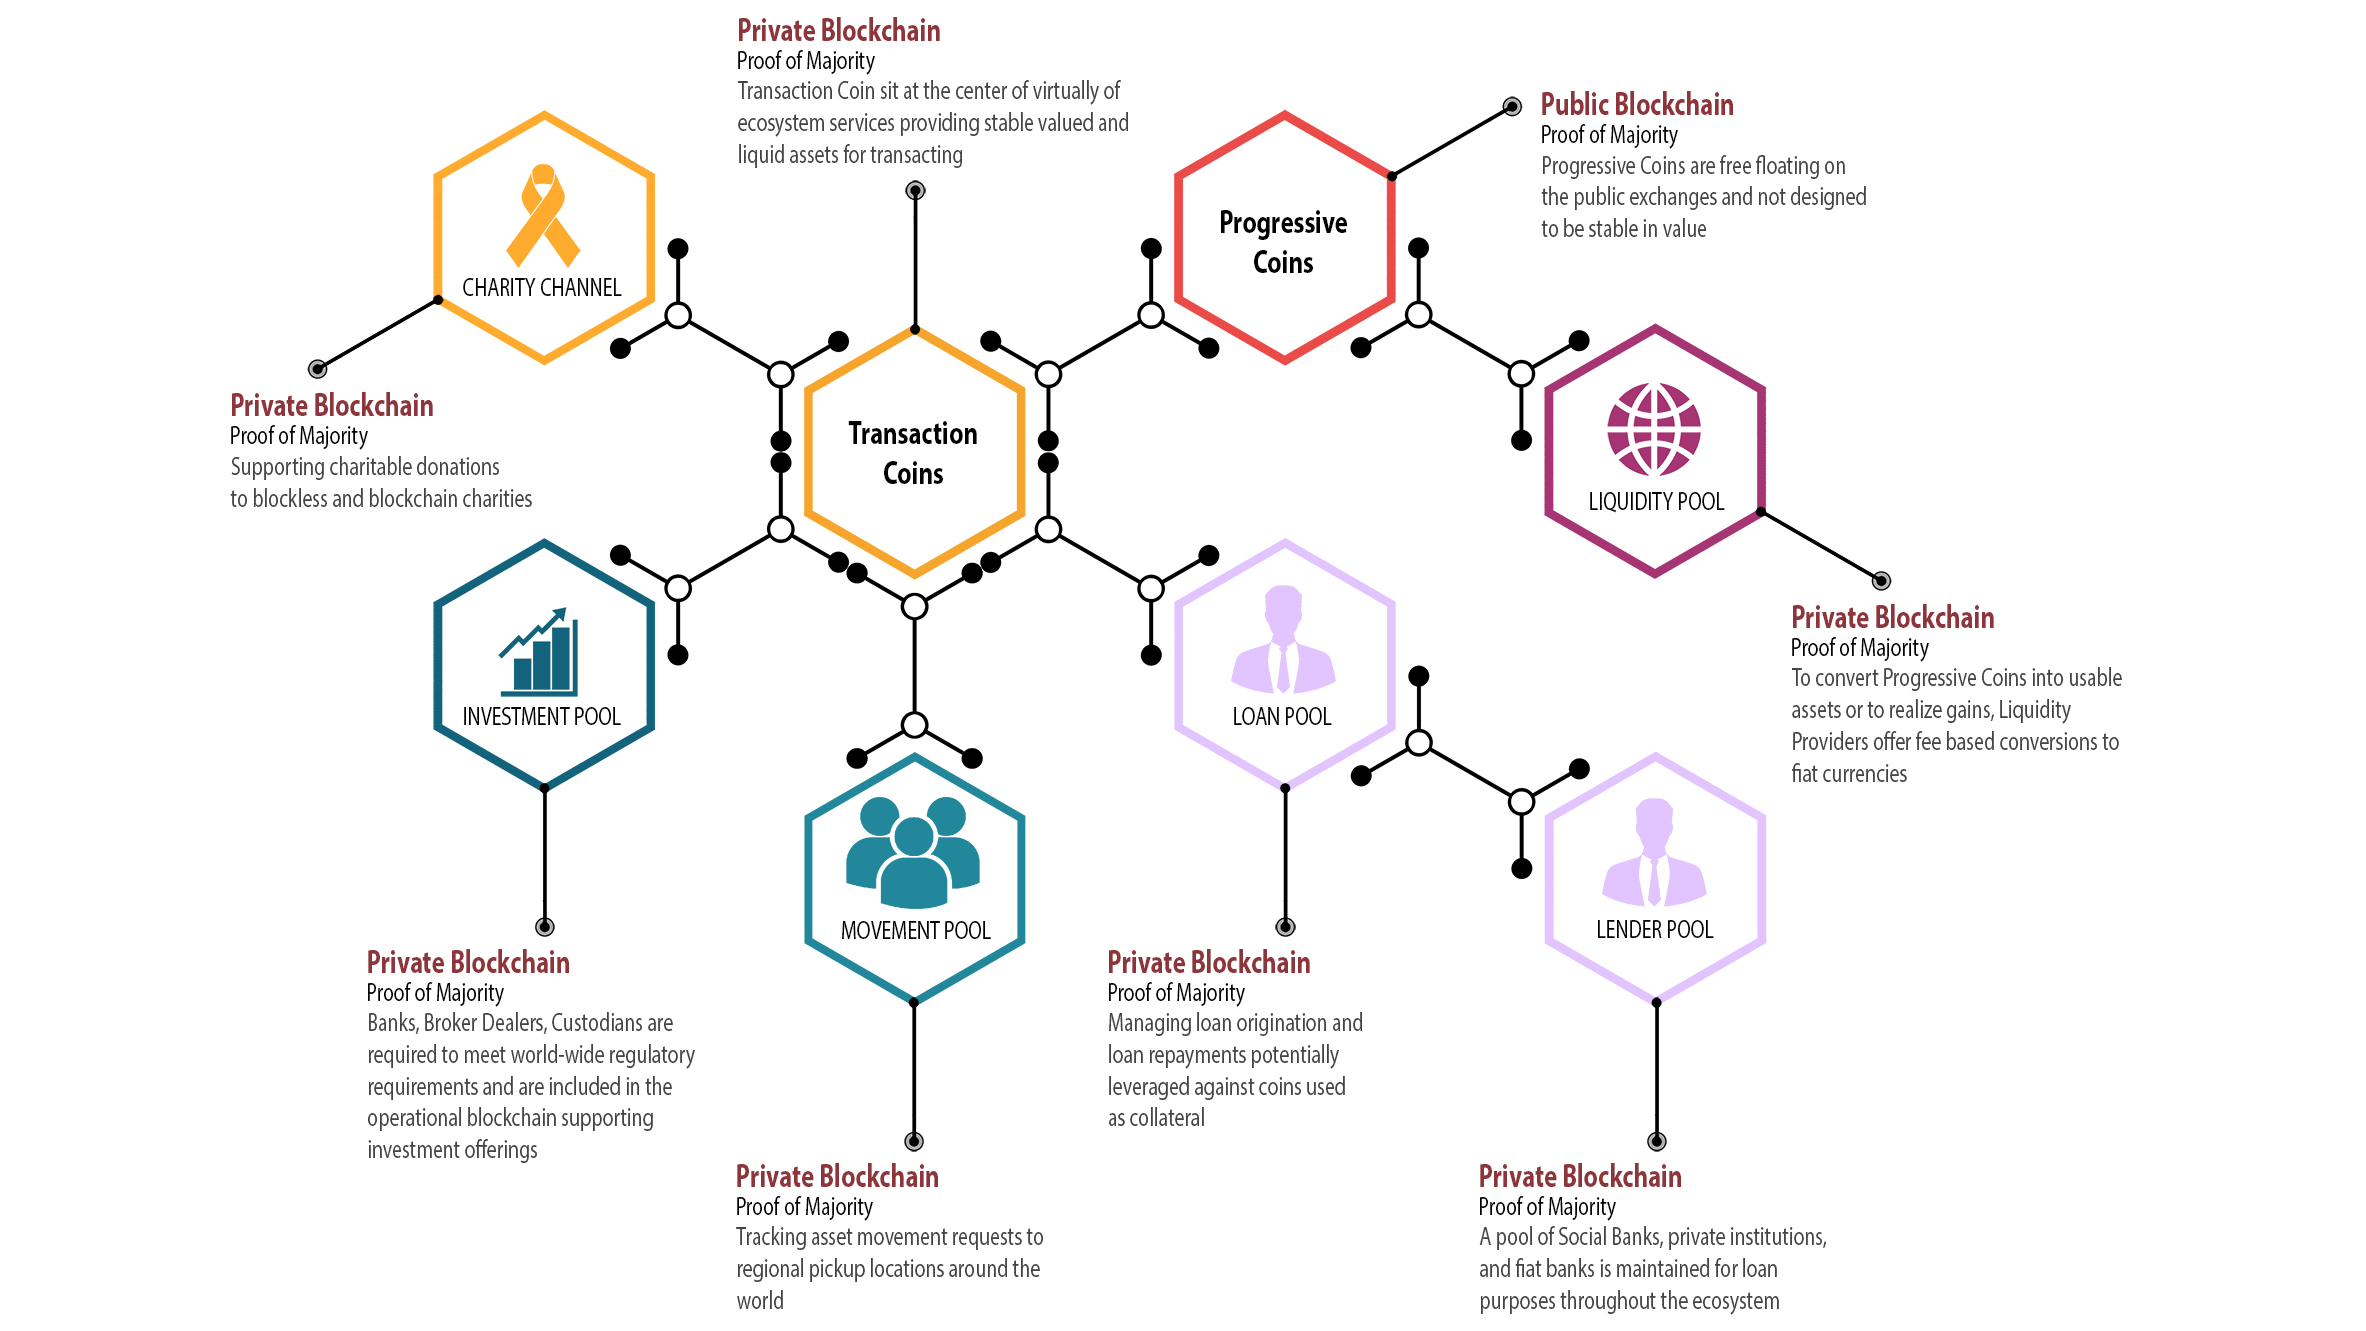 Private Blockchain
Proof of Majority
Transaction Coin sit at the center of virtually of
ecosystem services providing stable valued and
liquid assets for transacting
Public Blockchain
Proof of Majority
Progressive Coins are free floating on
the public exchanges and not designed
to be stable in value
CHARITY CHANNEL
Progressive
Coins
Private Blockchain
Proof of Majority
Supporting charitable donations
to blockless and blockchain charities
Transaction
Coins
LIQUIDITY POOL
Private Blockchain
Proof of Majority
To convert Progressive Coins into usable
assets or to realize gains, Liquidity
Providers offer fee based conversions to
fiat currencies
INVESTMENT POOL
LOAN POOL
MOVEMENT POOL
LENDER POOL
Private Blockchain
Proof of Majority
Banks, Broker Dealers, Custodians are
required to meet world-wide regulatory
requirements and are included in the
operational blockchain supporting
investment offerings
Private Blockchain
Proof of Majority
Managing loan origination and
loan repayments potentially
leveraged against coins used
as collateral
Private Blockchain
Proof of Majority
Tracking asset movement requests to
regional pickup locations around the
world
Private Blockchain
Proof of Majority
A pool of Social Banks, private institutions,
and fiat banks is maintained for loan
purposes throughout the ecosystem